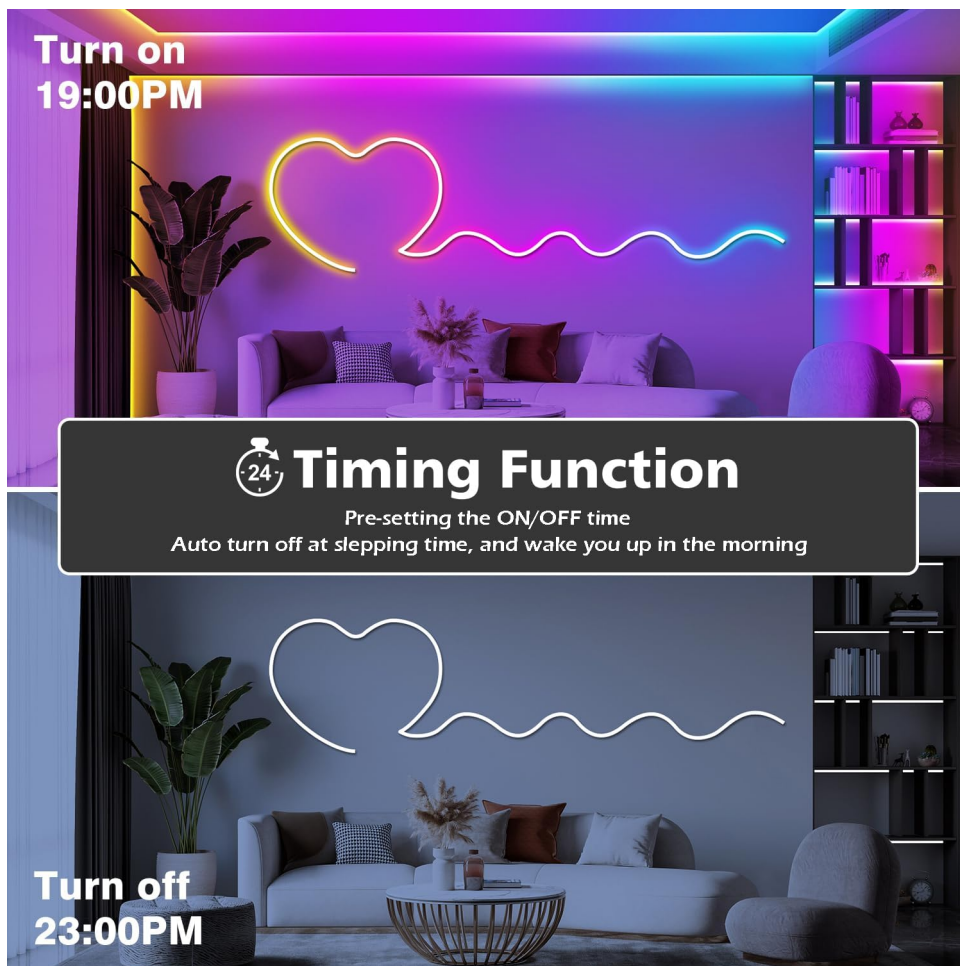 Turn on
19:00PM
24
Timing Function
Pre-setting the ON/OFF time
Auto turn off at slepping time, and wake you up in the morning
Turn off
23:00PM